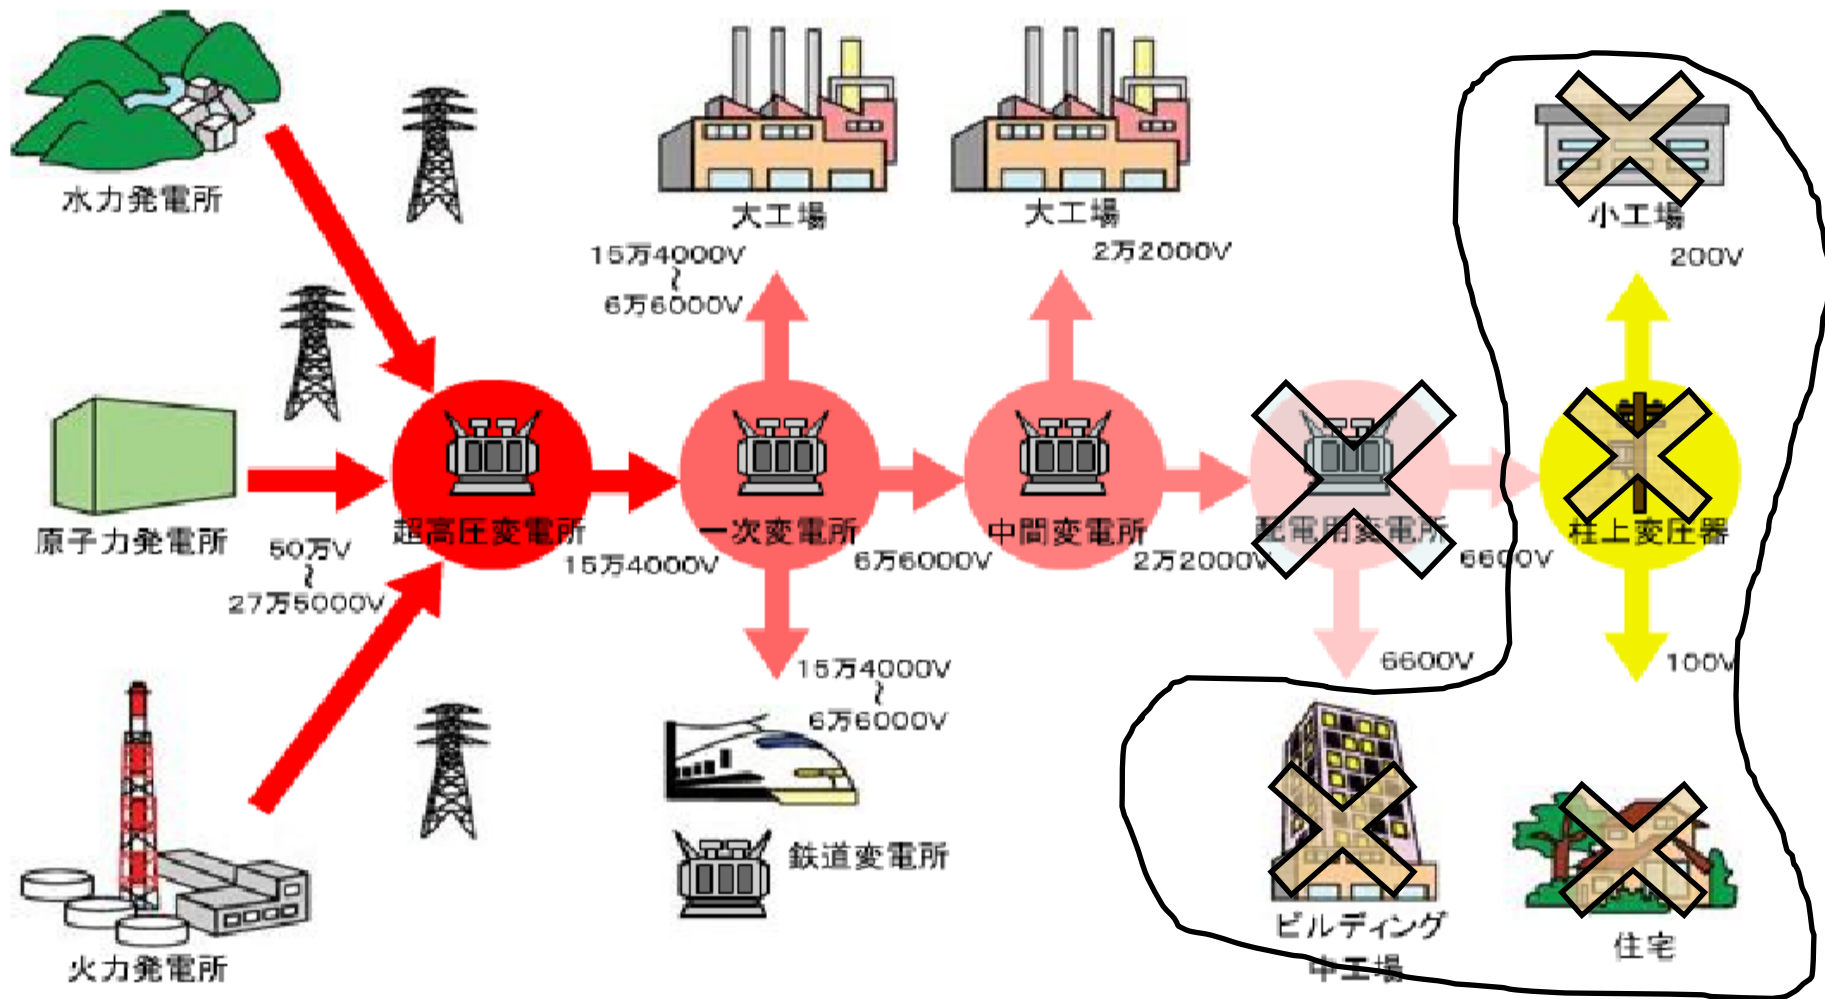 水力発電所
大工場
大工場
小工場
15万4000V
~
6万6000V
2万2000V
200V
原子力発電所
超高圧変電所
一次変電所
中間変電所
配電用変電所
柱上変圧器
50万V
~
27万5000V
15万4000V
6万6000V
2万2000V
6600V
15万4000V
~
6万6000V
6600V
100V
鉄道変電所
火力発電所
ビルディング
中工場
住宅